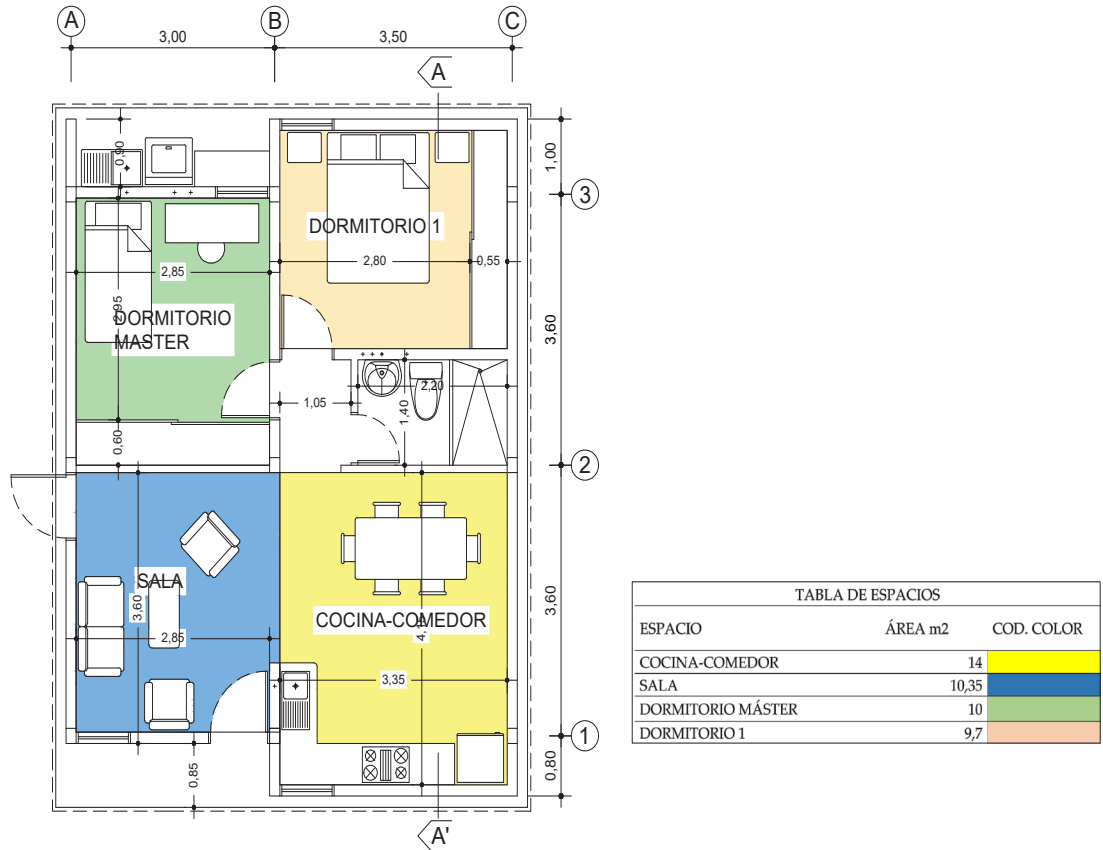 A
B
C
3,00
3,50
A
0,90
1,00
3
DORMITORIO 1
2,85
2,80
0,55
2,95
DORMITORIO
MASTER
3,60
2,20
1,05
1,40
0,60
2
SALA
3,60
COCINA-COMEDOR
2,85
3,35
3,60
1
0,85
0,80
A'
TABLA DE ESPACIOS
ESPACIO ÁREA m2 COD. COLOR
COCINA-COMEDOR 14
SALA 10,35
DORMITORIO MÁSTER 10
DORMITORIO 1 9,7